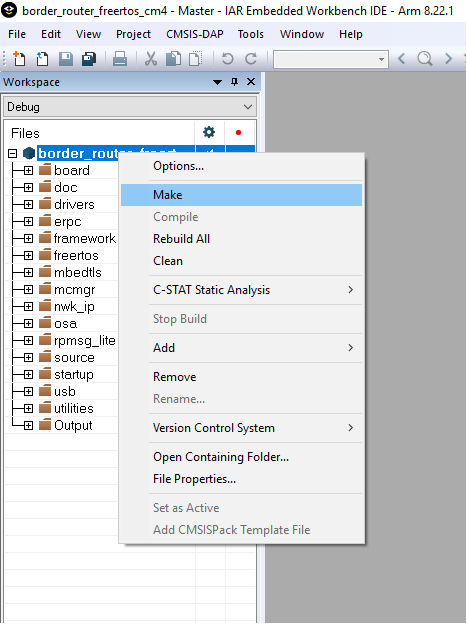 border_router_freertos_cm4 - Master - IAR Embedded Workbench IDE - Arm 8.22.1
File Edit View Project CMSIS-DAP Tools Window Help
Workspace
Debug
Files
border_router_freert
board
doc
drivers
erpc
framework
freertos
mbedtls
mcmgr
nwk_ip
osa
rpmsg_lite
source
startup
usb
utilities
Output
Options...
Make
Compile
Rebuild All
Clean
C-STAT Static Analysis
Stop Build
Add
Remove
Rename...
Version Control System
Open Containing Folder...
File Properties...
Set as Active
Add CMSISPack Template File